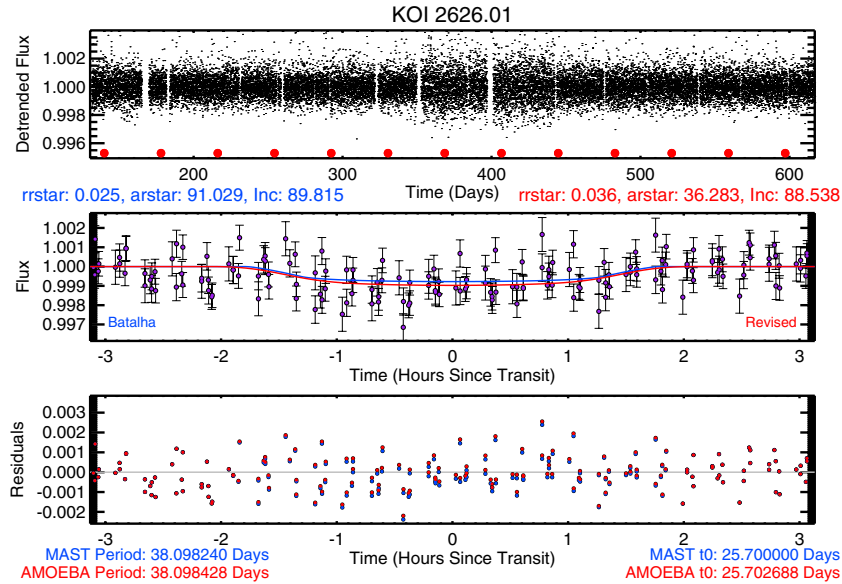 KOI 2626.01
Detrended Flux
1.002
1.000
0.998
0.996
200 300 400 500 600
Time (Days)
rrstar: 0.025, arstar: 91.029, Inc: 89.815
rrstar: 0.036, arstar: 36.283, Inc: 88.538
Flux
1.002
1.001
1.000
0.999
0.998
0.997
Batalha
Revised
-3 -2 -1 0 1 2 3
Time (Hours Since Transit)
Residuals
0.003
0.002
0.001
0.000
-0.001
-0.002
-3 -2 -1 0 1 2 3
Time (Hours Since Transit)
MAST Period: 38.098240 Days
AMOEBA Period: 38.098428 Days
MAST t0: 25.700000 Days
AMOEBA t0: 25.702688 Days